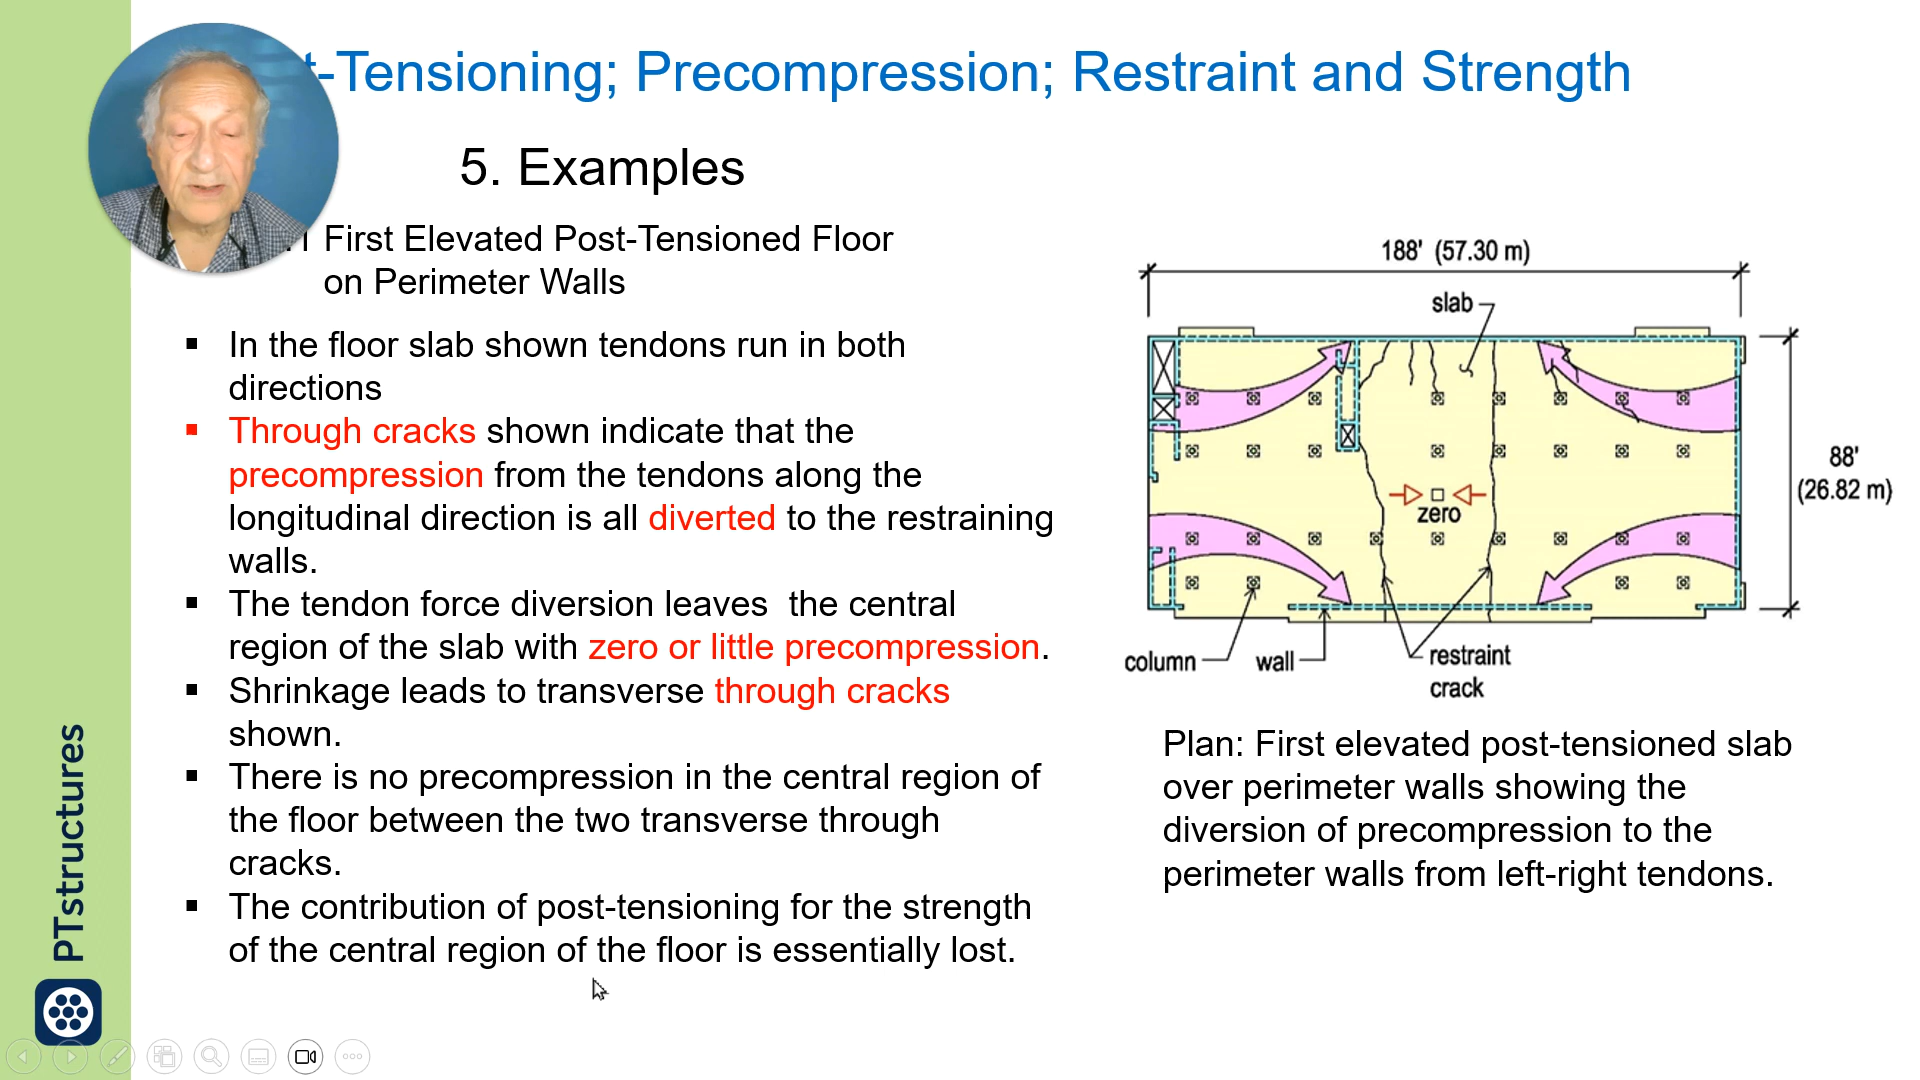 t-Tensioning; Precompression; Restraint and Strength
5. Examples
.1 First Elevated Post-Tensioned Floor
on Perimeter Walls
▪ In the floor slab shown tendons run in both
directions
▪ Through cracks shown indicate that the
precompression from the tendons along the
longitudinal direction is all diverted to the restraining
walls.
▪ The tendon force diversion leaves  the central
region of the slab with zero or little precompression.
▪ Shrinkage leads to transverse through cracks
shown.
▪ There is no precompression in the central region of
the floor between the two transverse through
cracks.
▪ The contribution of post-tensioning for the strength
of the central region of the floor is essentially lost.
188' (57.30 m)
slab
88'
(26.82 m)
zero
column
wall
restraint
crack
Plan: First elevated post-tensioned slab
over perimeter walls showing the
diversion of precompression to the
perimeter walls from left-right tendons.
PTstructures